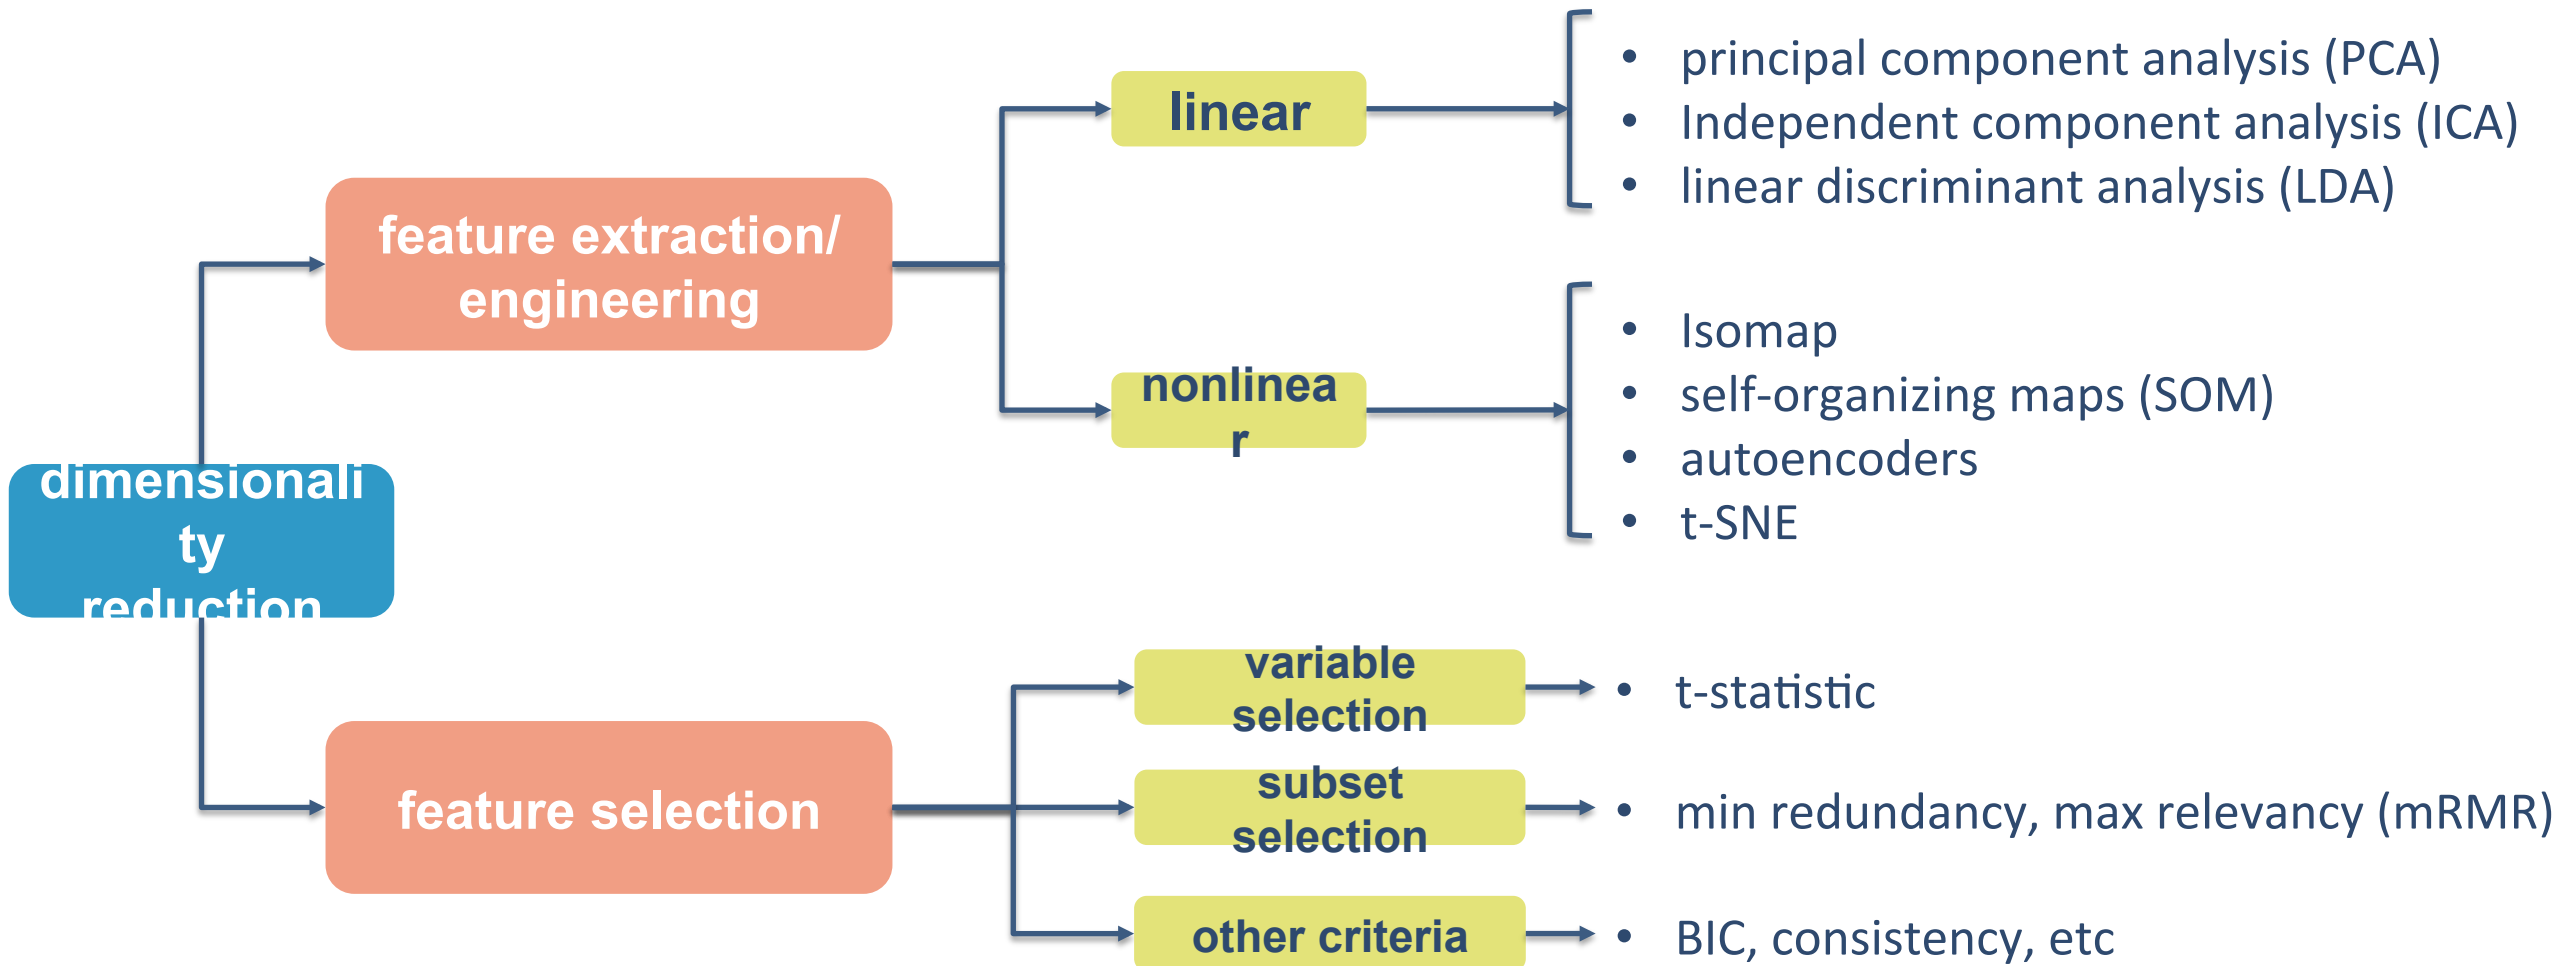 dimensionali
ty
reduction
feature extraction/
engineering
feature selection
linear
nonlinea
r
variable
selection
subset
selection
other criteria
• principal component analysis (PCA)
• Independent component analysis (ICA)
• linear discriminant analysis (LDA)
• Isomap
• self-organizing maps (SOM)
• autoencoders
• t-SNE
• t-statistic
• min redundancy, max relevancy (mRMR)
• BIC, consistency, etc